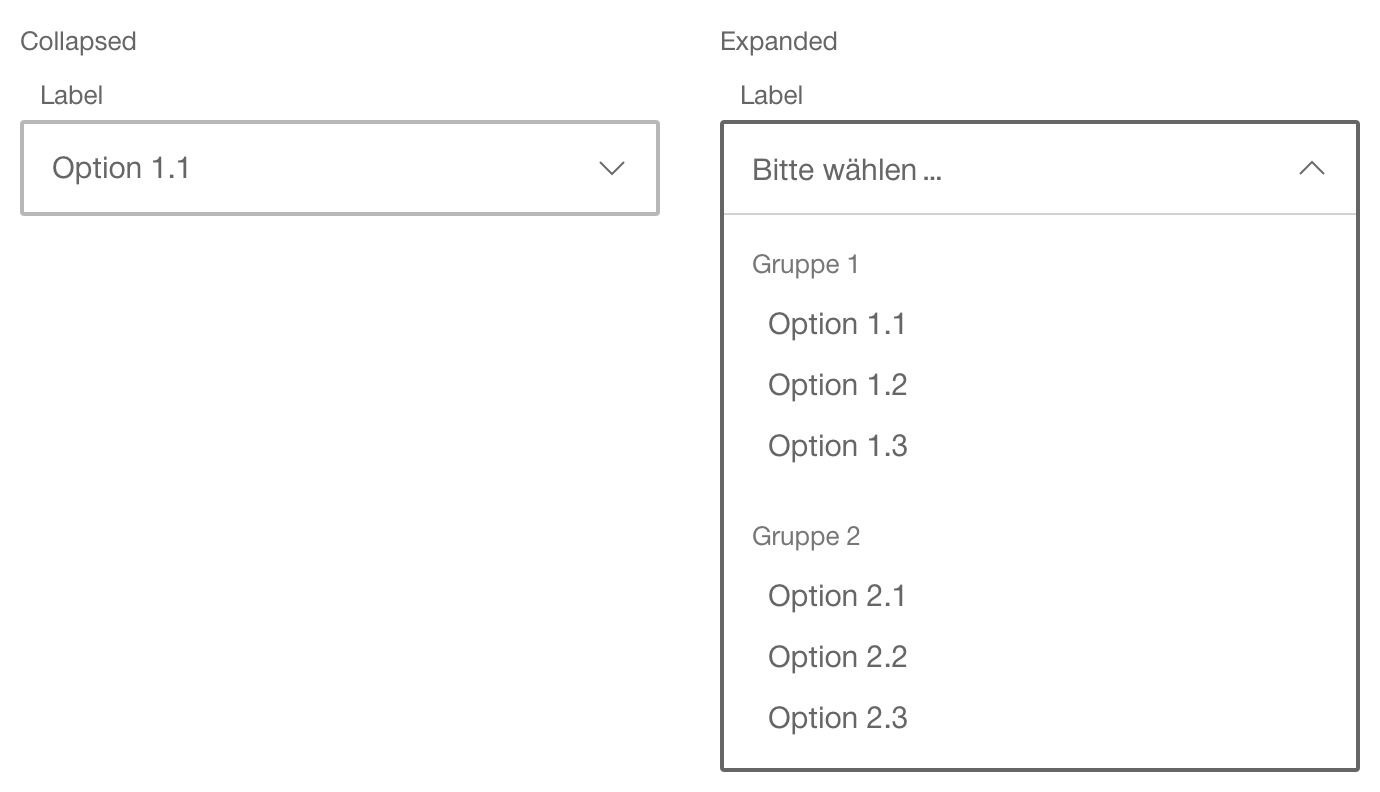 Collapsed
Label
Option 1.1
Expanded
Label
Bitte wählen ...
Gruppe 1
Option 1.1
Option 1.2
Option 1.3
Gruppe 2
Option 2.1
Option 2.2
Option 2.3